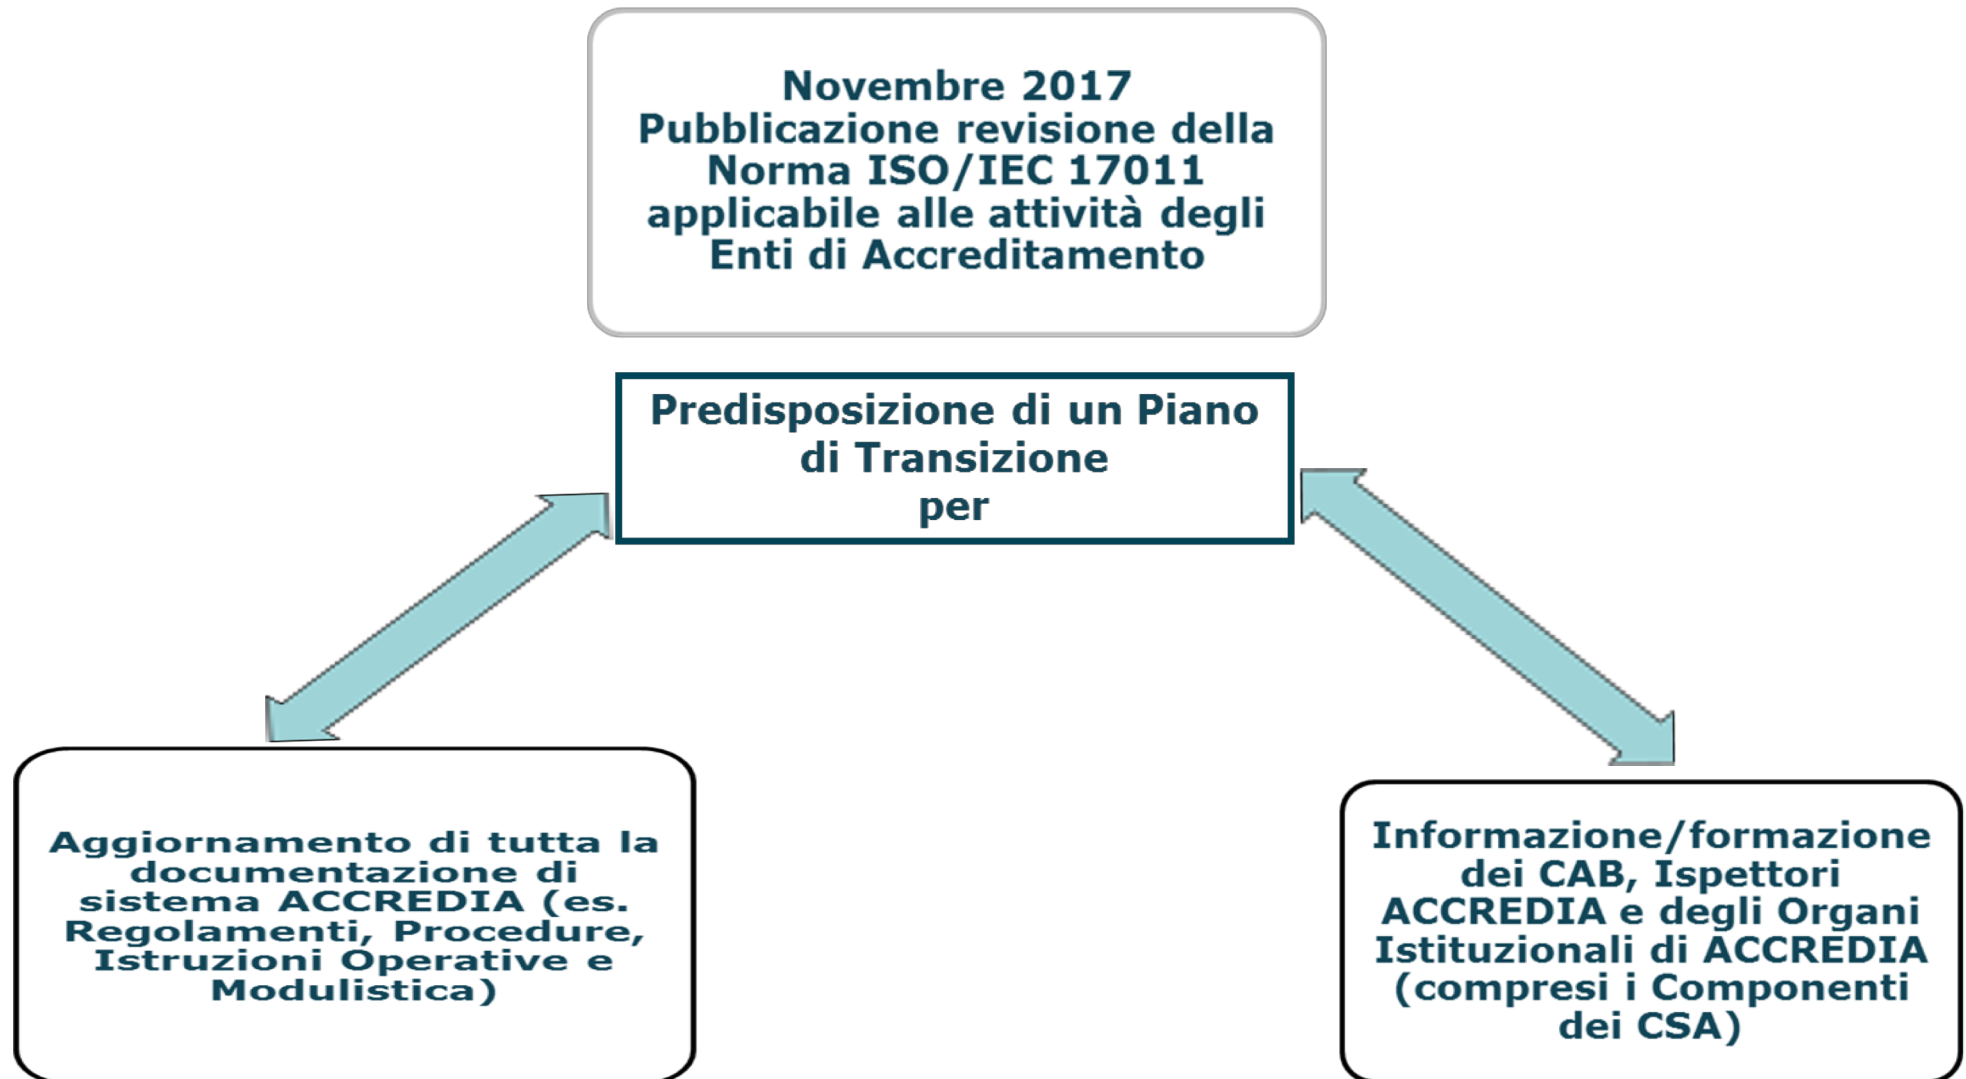 Novembre 2017
Pubblicazione revisione della
Norma ISO/IEC 17011
applicabile alle attività degli
Enti di Accreditamento
Predisposizione di un Piano
di Transizione
per
Aggiornamento di tutta la
documentazione di
sistema ACCREDIA (es.
Regolamenti, Procedure,
Istruzioni Operative e
Modulistica)
Informazione/formazione
dei CAB, Ispettori
ACCREDIA e degli Organi
Istituzionali di ACCREDIA
(compresi i Componenti
dei CSA)